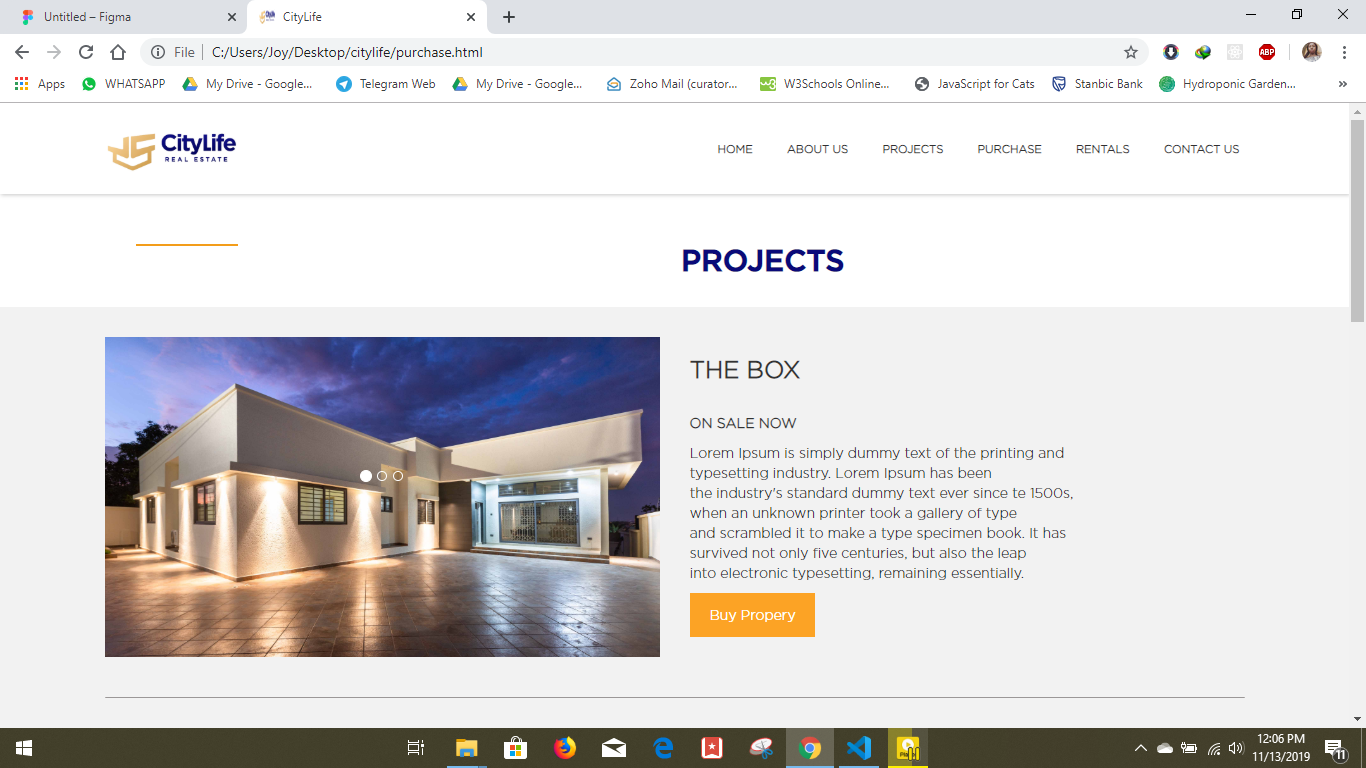 Untitled – Figma
CityLife
File
C:/Users/Joy/Desktop/citylife/purchase.html
ABP
Apps
WHATSAPP
My Drive - Google...
Telegram Web
My Drive - Google...
Zoho Mail (curator...
W3Schools Online...
JavaScript for Cats
Stanbic Bank
Hydroponic Garden...
»
CityLife
REAL ESTATE
HOME
ABOUT US
PROJECTS
PURCHASE
RENTALS
CONTACT US
PROJECTS
THE BOX
ON SALE NOW
Lorem Ipsum is simply dummy text of the printing and
typesetting industry. Lorem Ipsum has been
the industry's standard dummy text ever since te 1500s,
when an unknown printer took a gallery of type
and scrambled it to make a type specimen book. It has
survived not only five centuries, but also the leap
into electronic typesetting, remaining essentially.
Buy Propery
12:06 PM
11/13/2019
11